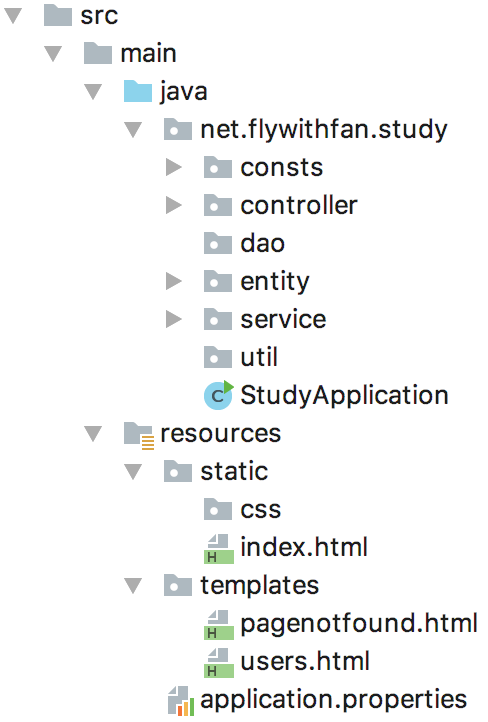 src
main
java
net.flywithfan.study
consts
controller
dao
entity
service
util
C StudyApplication
resources
static
css
H index.html
templates
H pagenotfound.html
H users.html
application.properties